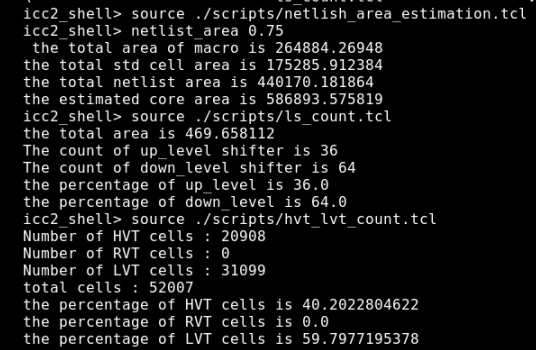 icc2_shell> source ./scripts/netlish_area_estimation.tcl
icc2_shell> netlist_area 0.75
 the total area of macro is 264884.26948
the total std cell area is 175285.912384
the total netlist area is 440170.181864
the estimated core area is 586893.575819
icc2_shell> source ./scripts/ls_count.tcl
the total area is 469.658112
The count of up_level shifter is 36
The count of down_level shifter is 64
the percentage of up_level is 36.0
the percentage of down_level is 64.0
icc2_shell> source ./scripts/hvt_lvt_count.tcl
Number of HVT cells : 20908
Number of RVT cells : 0
Number of LVT cells : 31099
total cells : 52007
the percentage of HVT cells is 40.2022804622
the percentage of RVT cells is 0.0
the percentage of LVT cells is 59.7977195378